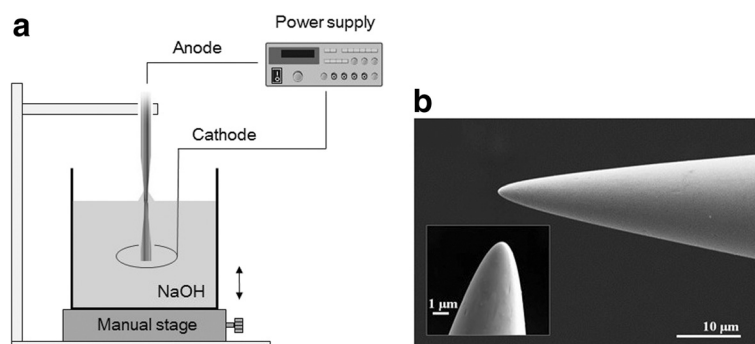 a
Power supply
Anode
Cathode
NaOH
Manual stage
b
1 μm
10 μm